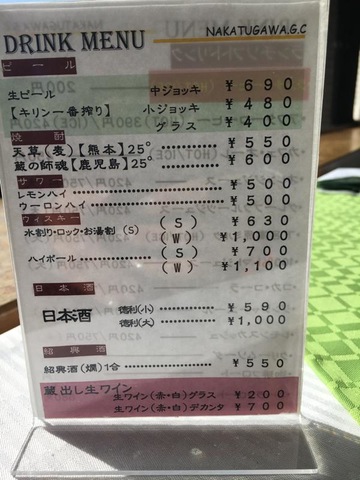 DRINK MENU NAKATUGAWA.G.C
ビール
生ビール 中ジョッキ ¥690
【キリン一番搾り】 小ジョッキ ¥480
グラス ¥420
焼酎
天草(麦)【熊本】25° ¥550
蔵の師魂【鹿児島】25° ¥600
サワー
レモンハイ ¥500
ウーロンハイ ¥500
ウィスキー
水割り・ロック・お湯割 (S) (S) ¥630
(W) ¥1,000
ハイボール (S) ¥700
(W) ¥1,100
日本酒
日本酒 徳利(小) ¥590
徳利(大) ¥1,000
紹興酒
紹興酒(燗)1合 ¥550
蔵出し生ワイン
生ワイン(赤・白)グラス ¥200
生ワイン(赤・白)デカンタ ¥700